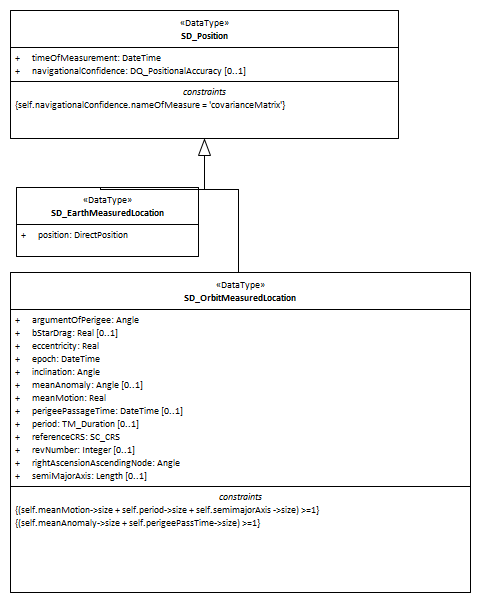 «DataType»
SD_Position
+ timeOfMeasurement: DateTime
+ navigationalConfidence: DQ_PositionalAccuracy [0..1]
constraints
{self.navigationalConfidence.nameOfMeasure = 'covarianceMatrix'}
«DataType»
SD_EarthMeasuredLocation
+ position: DirectPosition
«DataType»
SD_OrbitMeasuredLocation
+ argumentOfPerigee: Angle
+ bStarDrag: Real [0..1]
+ eccentricity: Real
+ epoch: DateTime
+ inclination: Angle
+ meanAnomaly: Angle [0..1]
+ meanMotion: Real
+ perigeePassageTime: DateTime [0..1]
+ period: TM_Duration [0..1]
+ referenceCRS: SC_CRS
+ revNumber: Integer [0..1]
+ rightAscensionAscendingNode: Angle
+ semiMajorAxis: Length [0..1]
constraints
{(self.meanMotion->size + self.period->size + self.semimajorAxis ->size) >=1}
{(self.meanAnomaly->size + self.perigeePassTime->size) >=1}